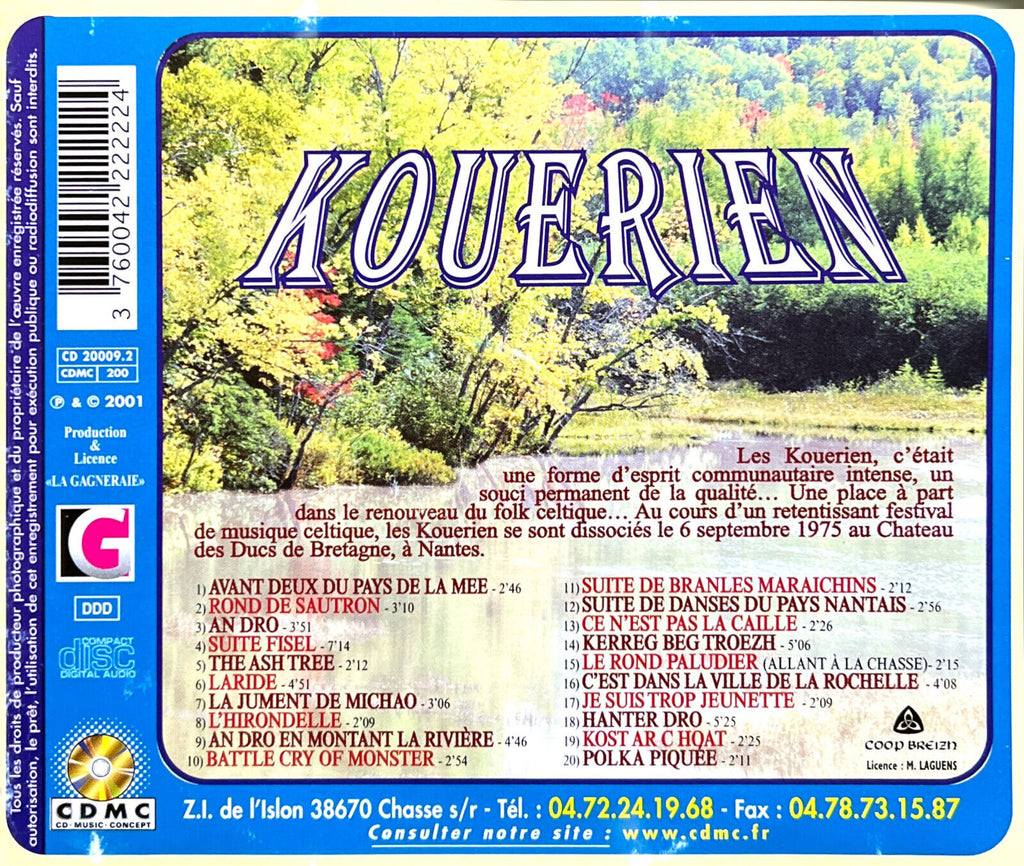 Tous les droits de producteur photographique et du propriétaire de l'œuvre enregistrée réservés. Sauf
autorisation, le prêt, l'utilisation de cet enregistrement pour exécution publique ou radiodiffusion sont interdits.
3 760042 222224
CD 20009.2
CDMC 200
℗ & © 2001
Production
&
Licence
«LA GAGNERAIE»
G
DDD
COMPACT
disc
DIGITAL AUDIO
CDMC
CD-MUSIC-CONCEPT
KOUERIEN
Les Kouerien, c'était
une forme d'esprit communautaire intense, un
souci permanent de la qualité... Une place à part
dans le renouveau du folk celtique... Au cours d'un retentissant festival
de musique celtique, les Kouerien se sont dissociés le 6 septembre 1975 au Chateau
des Ducs de Bretagne, à Nantes.
1) AVANT DEUX DU PAYS DE LA MEE - 2'46
2) ROND DE SAUTRON - 3'10
3) AN DRO - 3'51
4) SUITE FISEL - 7'14
5) THE ASH TREE - 2'12
6) LARIDE - 4'51
7) LA JUMENT DE MICHAO - 3'06
8) L'HIRONDELLE - 2'09
9) AN DRO EN MONTANT LA RIVIÈRE - 4'46
10) BATTLE CRY OF MONSTER - 2'54
11) SUITE DE BRANLES MARAICHINS - 2'12
12) SUITE DE DANSES DU PAYS NANTAIS - 2'56
13) CE N'EST PAS LA CAILLE - 2'26
14) KERREG BEG TROEZH - 5'06
15) LE ROND PALUDIER (ALLANT À LA CHASSE)- 2'15
16) C'EST DANS LA VILLE DE LA ROCHELLE - 4'08
17) JE SUIS TROP JEUNETTE - 2'09
18) HANTER DRO - 5'25
19) KOST AR C HOAT - 2'25
20) POLKA PIQUÉE - 2'11
COOP BREIZH
Licence : M. LAGUENS
Z.I. de l'Islon 38670 Chasse s/r - Tél. : 04.72.24.19.68 - Fax : 04.78.73.15.87
Consulter notre site : www.cdmc.fr